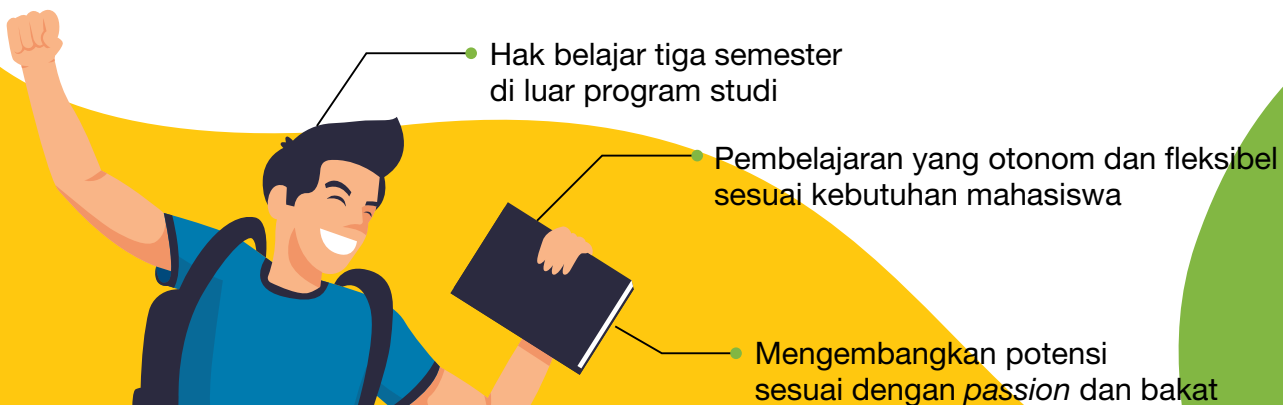 Hak belajar tiga semester
di luar program studi
Pembelajaran yang otonom dan fleksibel
sesuai kebutuhan mahasiswa
Mengembangkan potensi
sesuai dengan passion dan bakat